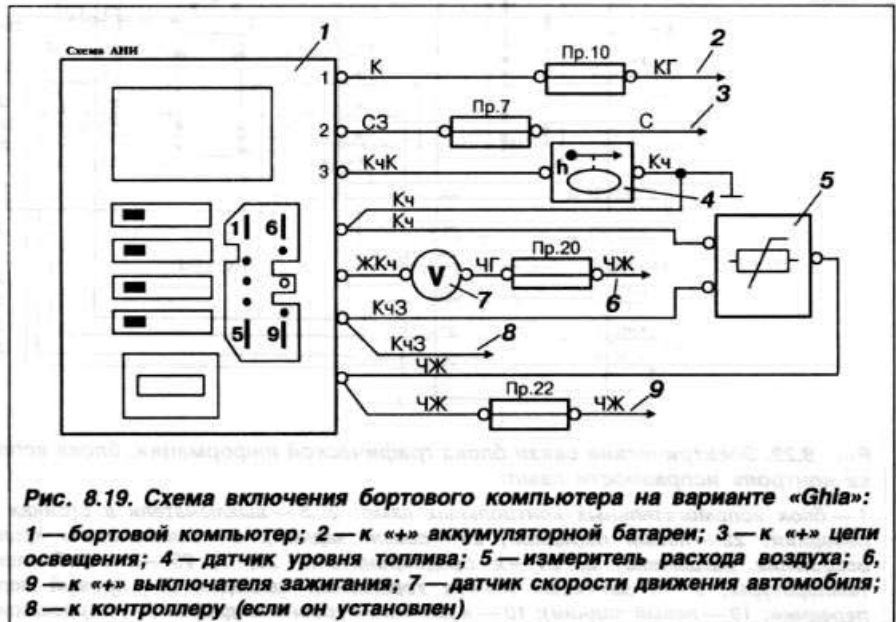 Схема АНИ
1
1
К
Пр.10
КГ
2
2
СЗ
Пр.7
С
3
3
КчК
h
Кч
4
5
Кч
Кч
1
6
ЖКч
V
ЧГ
Пр.20
ЧЖ
7
6
5
9
КчЗ
КчЗ
8
ЧЖ
ЧЖ
Пр.22
ЧЖ
9
Рис. 8.19. Схема включения бортового компьютера на варианте «Ghia»:
1 — бортовой компьютер; 2 — к «+» аккумуляторной батареи; 3 — к «+» цепи
освещения; 4 — датчик уровня топлива; 5 — измеритель расхода воздуха; 6,
9 — к «+» выключателя зажигания; 7 — датчик скорости движения автомобиля;
8 — к контроллеру (если он установлен)